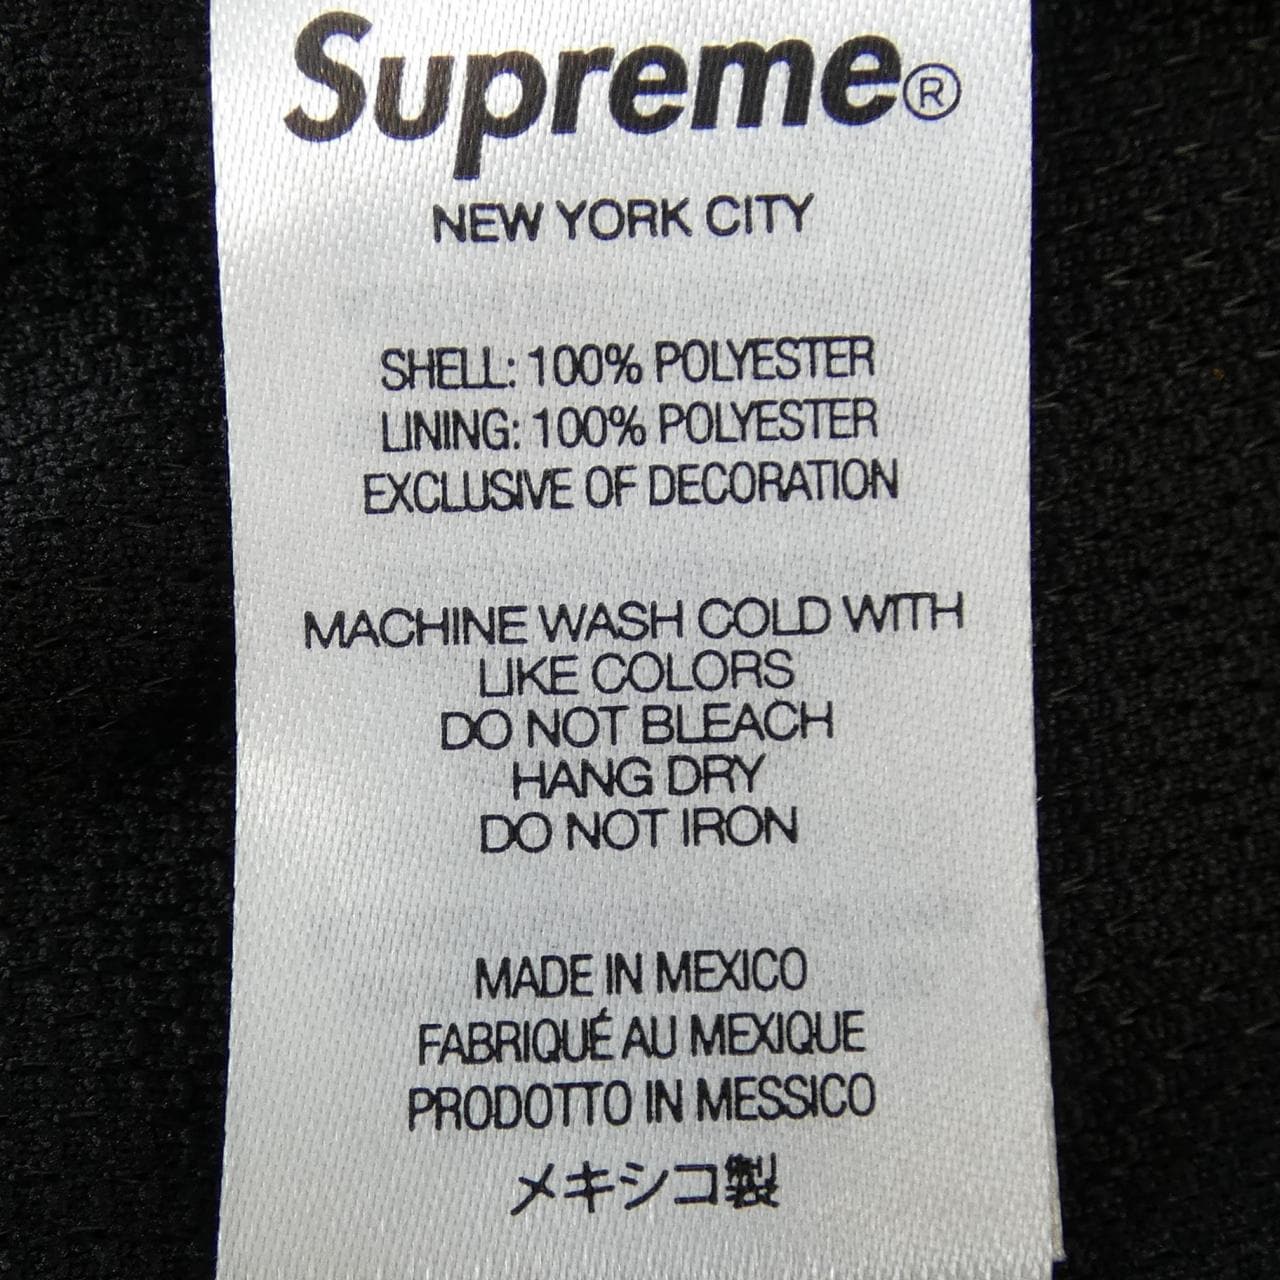 Supreme®
NEW YORK CITY
SHELL: 100% POLYESTER
LINING: 100% POLYESTER
EXCLUSIVE OF DECORATION
MACHINE WASH COLD WITH
LIKE COLORS
DO NOT BLEACH
HANG DRY
DO NOT IRON
MADE IN MEXICO
FABRIQUÉ AU MEXIQUE
PRODOTTO IN MESSICO
メキシコ製